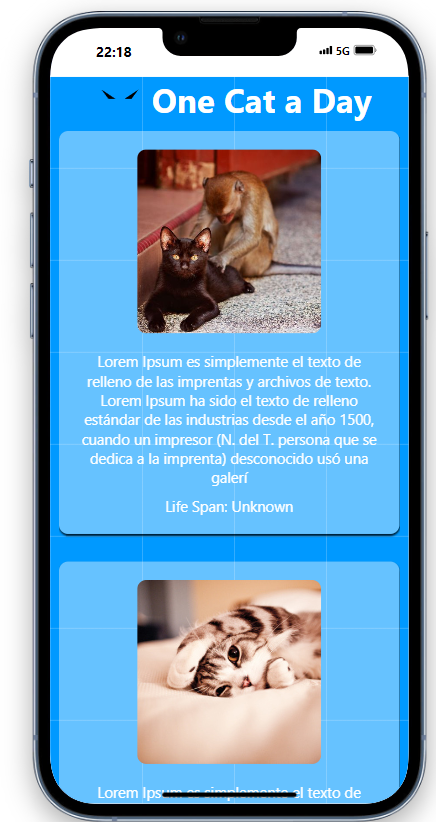 22:18
5G
One Cat a Day
Lorem Ipsum es simplemente el texto de
relleno de las imprentas y archivos de texto.
Lorem Ipsum ha sido el texto de relleno
estándar de las industrias desde el año 1500,
cuando un impresor (N. del T. persona que se
dedica a la imprenta) desconocido usó una
galerí
Life Span: Unknown
Lorem Ipsum es simplemente el texto de